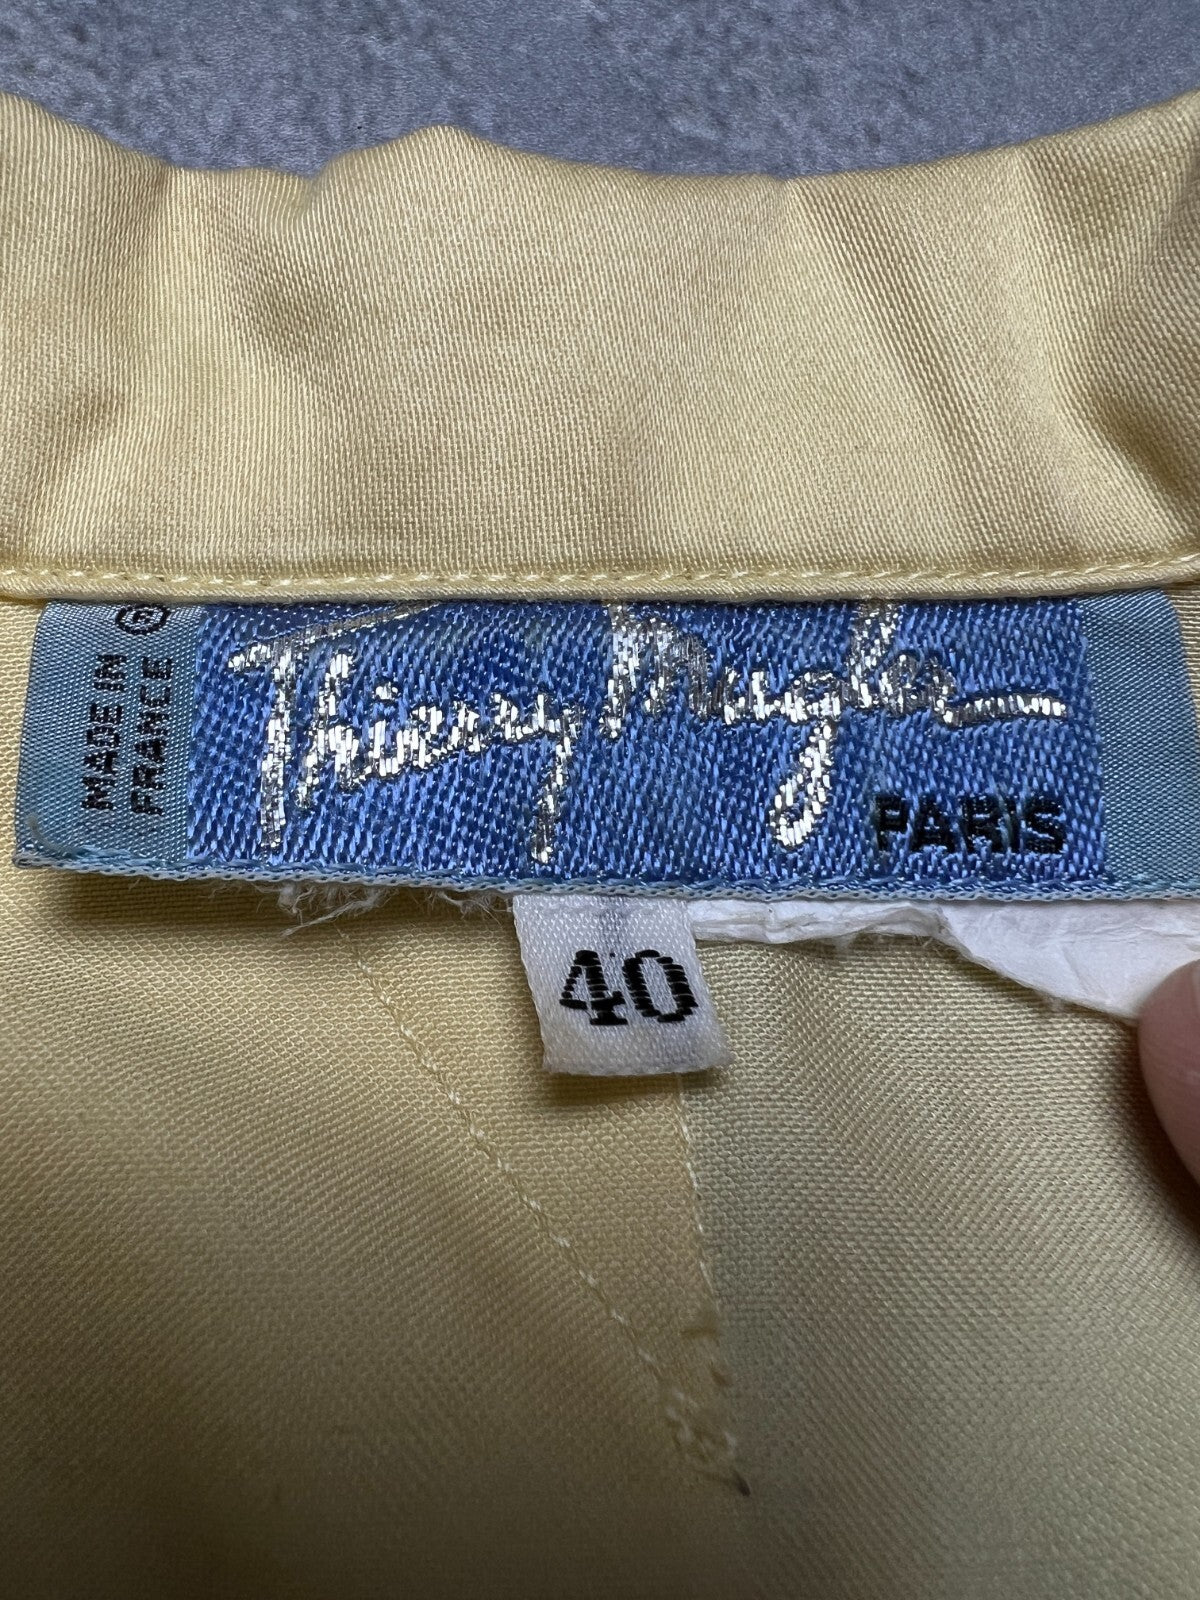 MADE IN
FRANCE
®
Thierry Mugler
PARIS
40